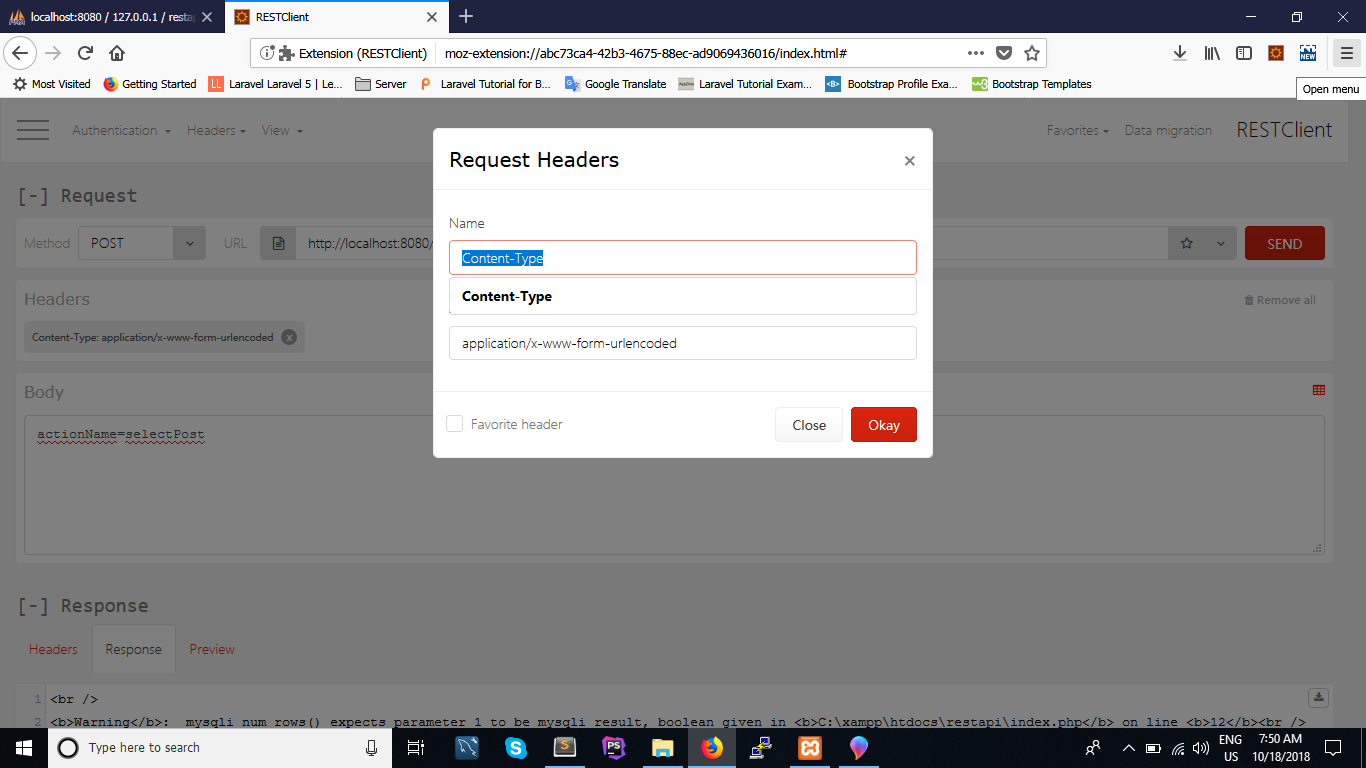 localhost:8080 / 127.0.0.1 / resta
RESTClient
Extension (RESTClient)
moz-extension://abc73ca4-42b3-4675-88ec-ad9069436016/index.html#
NEW
Most Visited
Getting Started
LL
Laravel Laravel 5 | Le...
Server
P
Laravel Tutorial for B...
Google Translate
Laravel Tutorial Exam...
<B>
Bootstrap Profile Exa...
Bootstrap Templates
Open menu
Authentication
Headers
View
Favorites
Data migration
RESTClient
[-] Request
Method
POST
URL
http://localhost:8080/
SEND
Headers
Remove all
Content-Type: application/x-www-form-urlencoded
Body
actionName=selectPost
Request Headers
Name
Content-Type
Content-Type
application/x-www-form-urlencoded
Favorite header
Close
Okay
[-] Response
Headers
Response
Preview
1 <br />
2 <b>Warning</b>: mysqli_num_rows() expects parameter 1 to be mysqli_result, boolean given in <b>C:\xampp\htdocs\restapi\index.php</b> on line <b>12</b><br />
Type here to search
PS
ENG
US
7:50 AM
10/18/2018